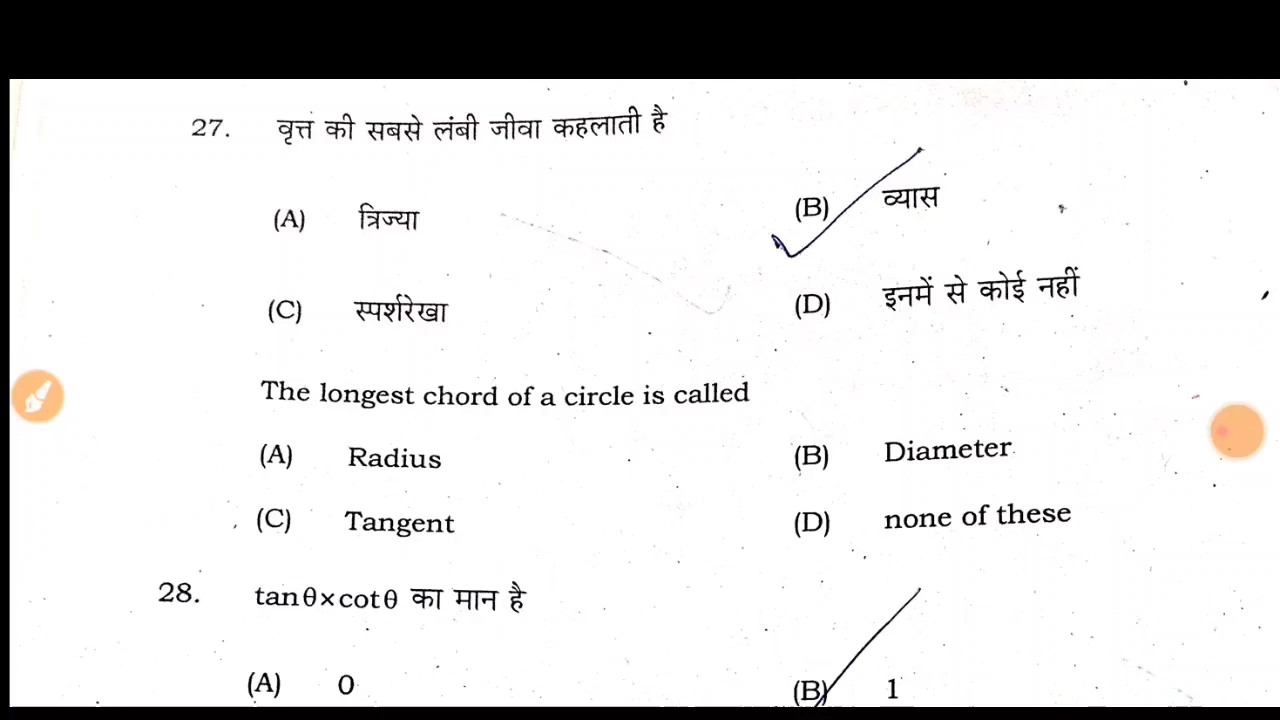 27. वृत्त की सबसे लंबी जीवा कहलाती है
(A) त्रिज्या (B) व्यास
(C) स्पर्शरेखा (D) इनमें से कोई नहीं
The longest chord of a circle is called
(A) Radius (B) Diameter
(C) Tangent (D) none of these
28. tanθ×cotθ का मान है
(A) 0 (B) 1